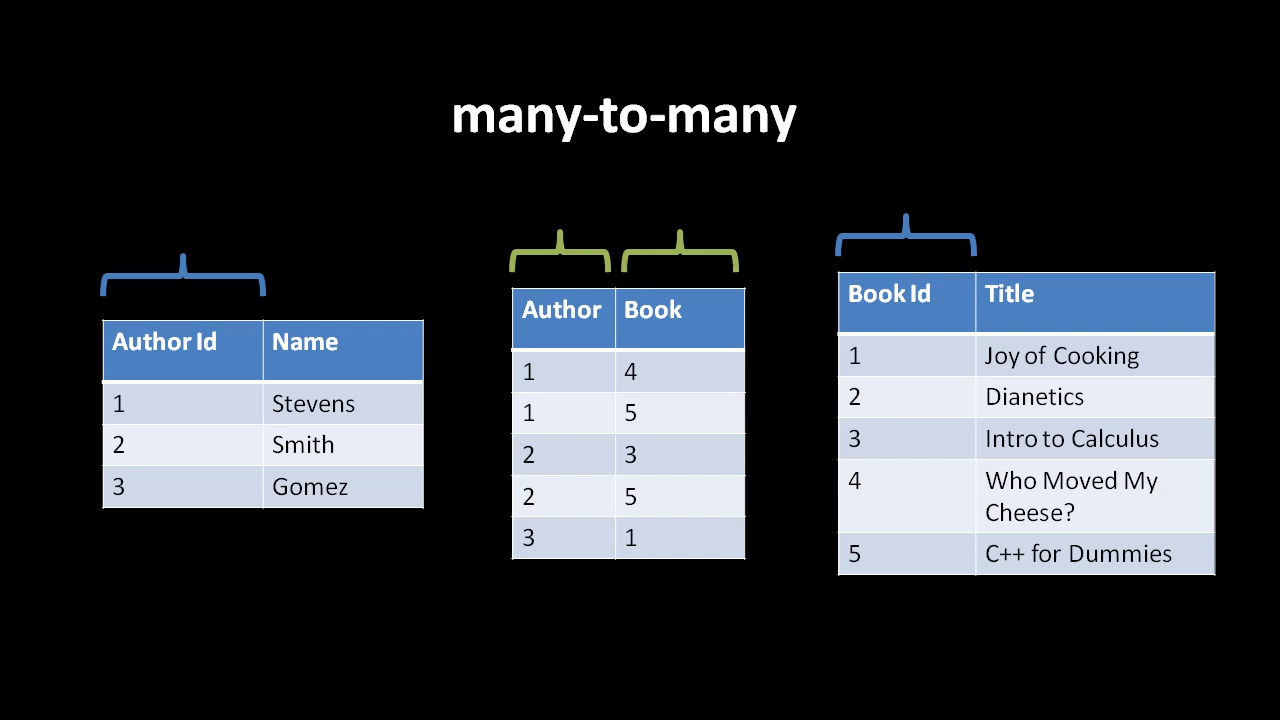 many-to-many
Author Id Name
1 Stevens
2 Smith
3 Gomez
Author Book
1 4
1 5
2 3
2 5
3 1
Book Id Title
1 Joy of Cooking
2 Dianetics
3 Intro to Calculus
4 Who Moved My
Cheese?
5 C++ for Dummies